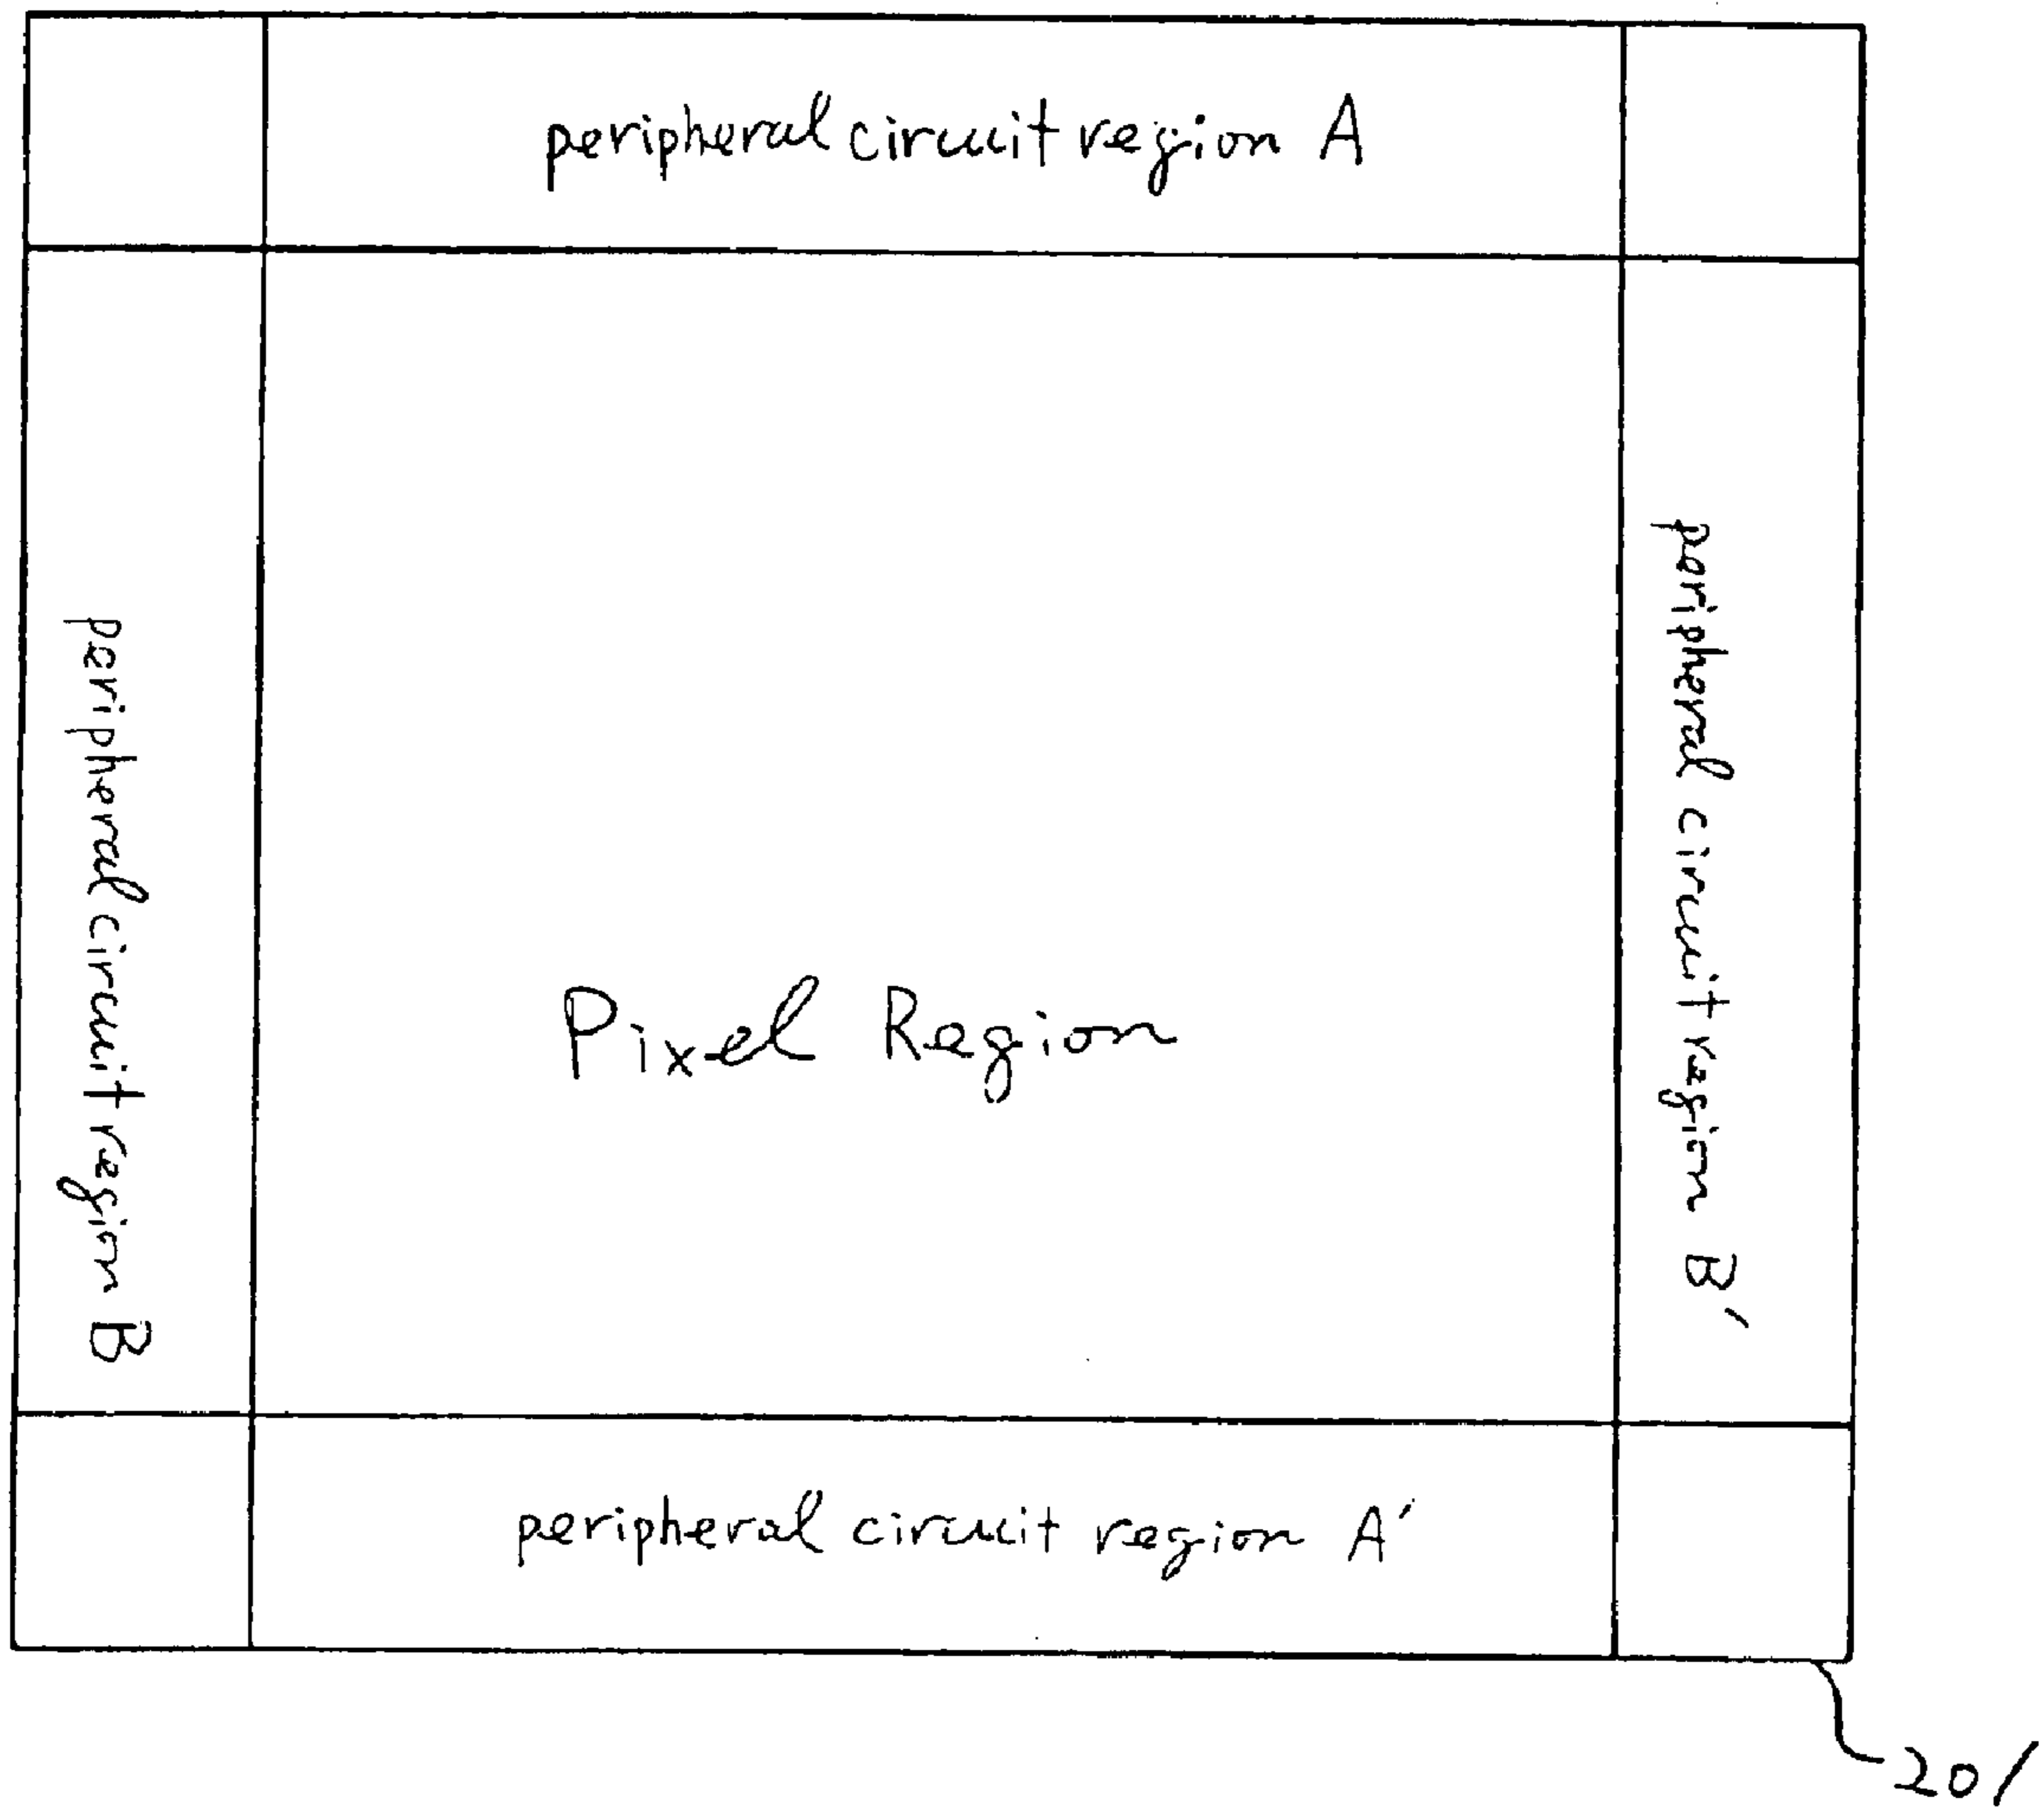 peripheral circuit region A
peripheral circuit region B
Pixel Region
peripheral circuit region B'
peripheral circuit region A'
201